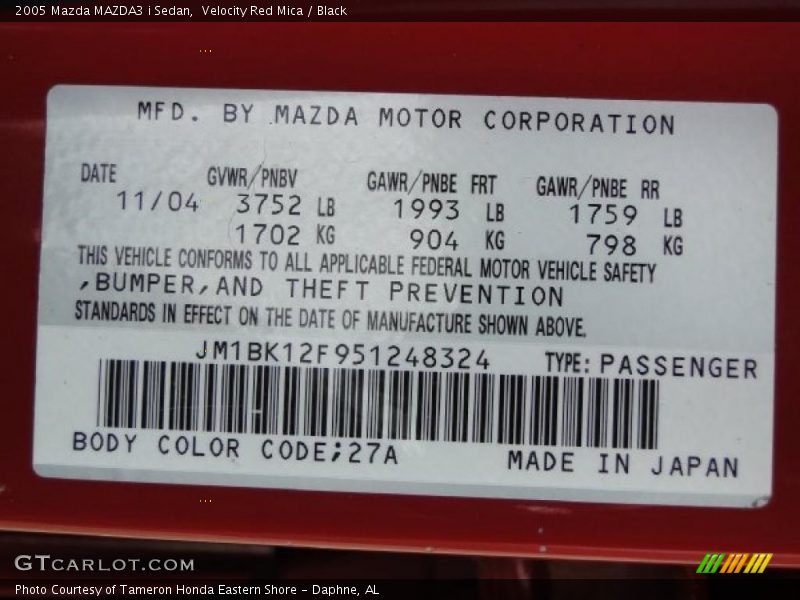 2005 Mazda MAZDA3 i Sedan, Velocity Red Mica / Black
MFD. BY MAZDA MOTOR CORPORATION
DATE GVWR/PNBV GAWR/PNBE FRT GAWR/PNBE RR
11/04 3752 LB 1993 LB 1759 LB
1702 KG 904 KG 798 KG
THIS VEHICLE CONFORMS TO ALL APPLICABLE FEDERAL MOTOR VEHICLE SAFETY
,BUMPER,AND THEFT PREVENTION
STANDARDS IN EFFECT ON THE DATE OF MANUFACTURE SHOWN ABOVE.
JM1BK12F951248324 TYPE: PASSENGER
BODY COLOR CODE;27A MADE IN JAPAN
GTCARLOT.COM
Photo Courtesy of Tameron Honda Eastern Shore - Daphne, AL